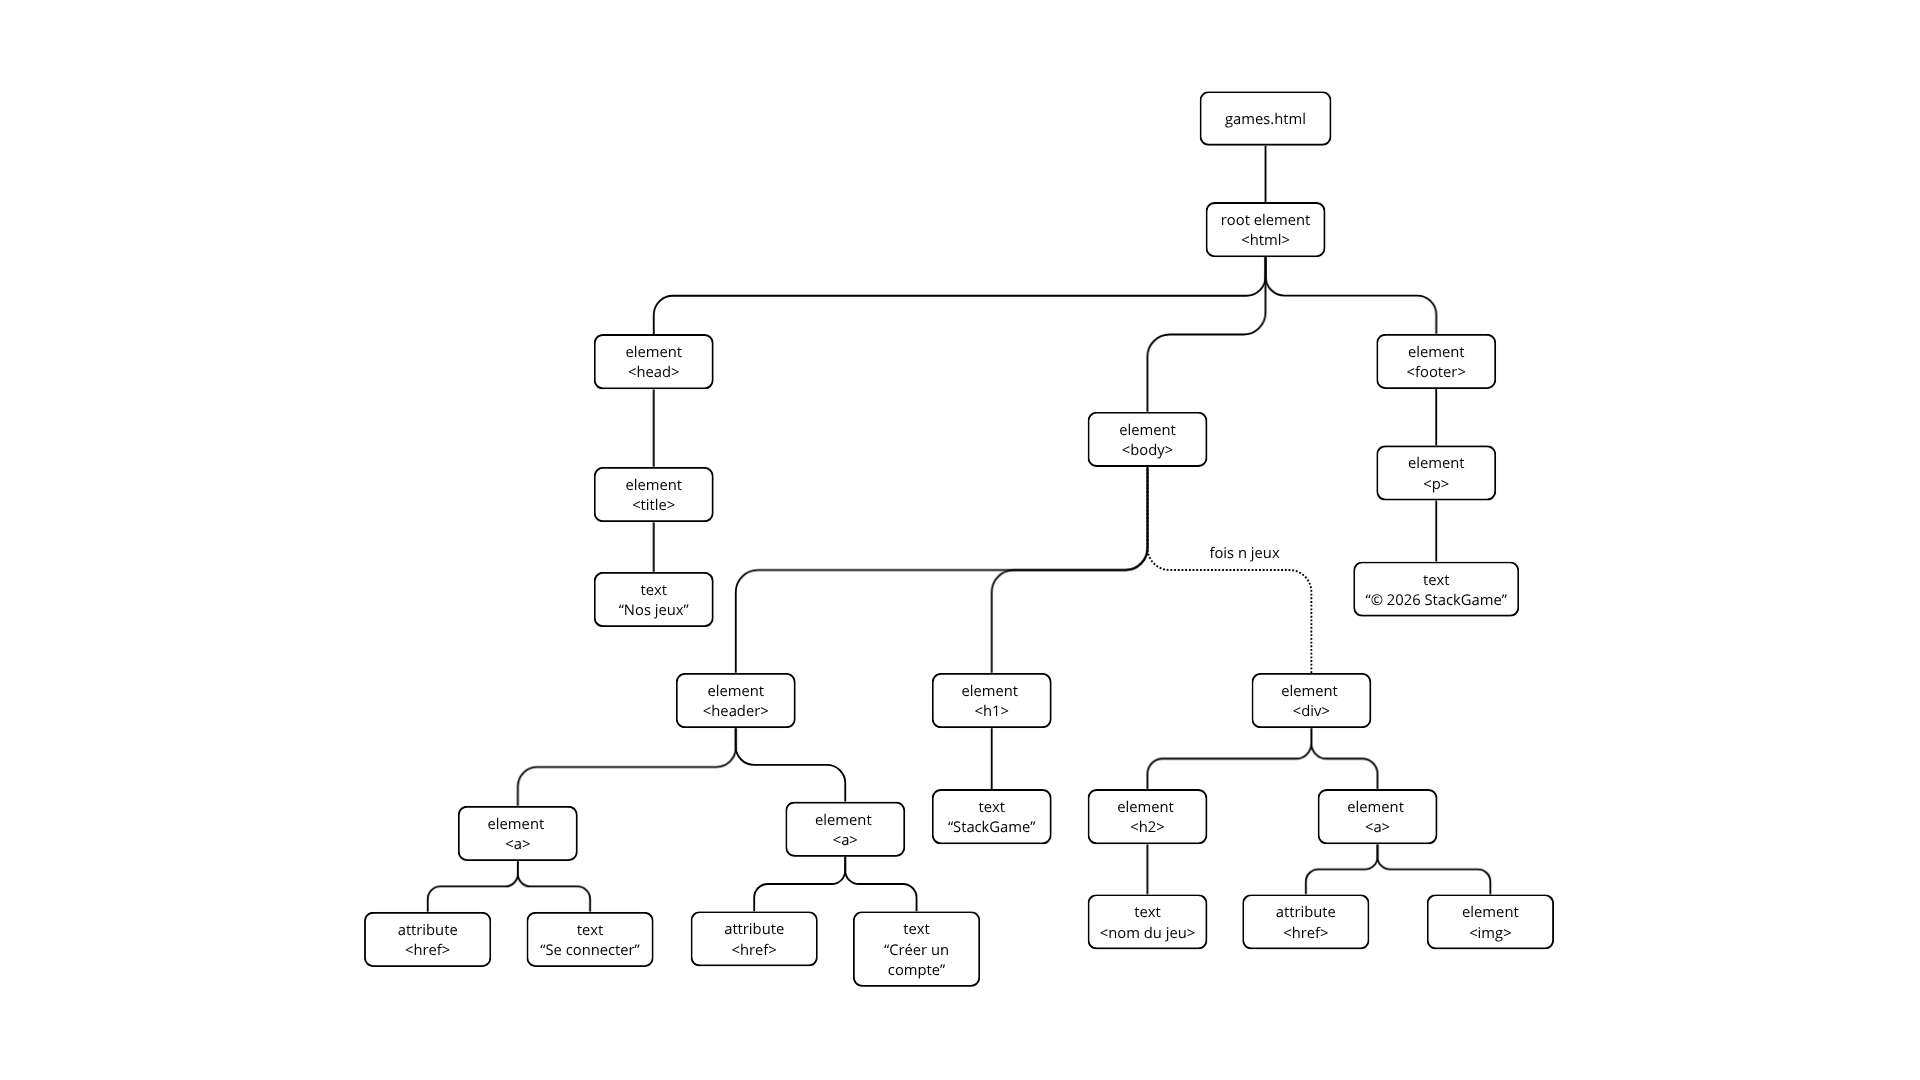 games.html
root element
<html>
element
<head>
element
<footer>
element
<body>
element
<p>
element
<title>
fois n jeux
text
“© 2026 StackGame”
text
“Nos jeux”
element
<header>
element
<h1>
element
<div>
element
<a>
element
<a>
text
“StackGame”
element
<h2>
element
<a>
attribute
<href>
text
“Se connecter”
attribute
<href>
text
“Créer un
compte”
text
<nom du jeu>
attribute
<href>
element
<img>